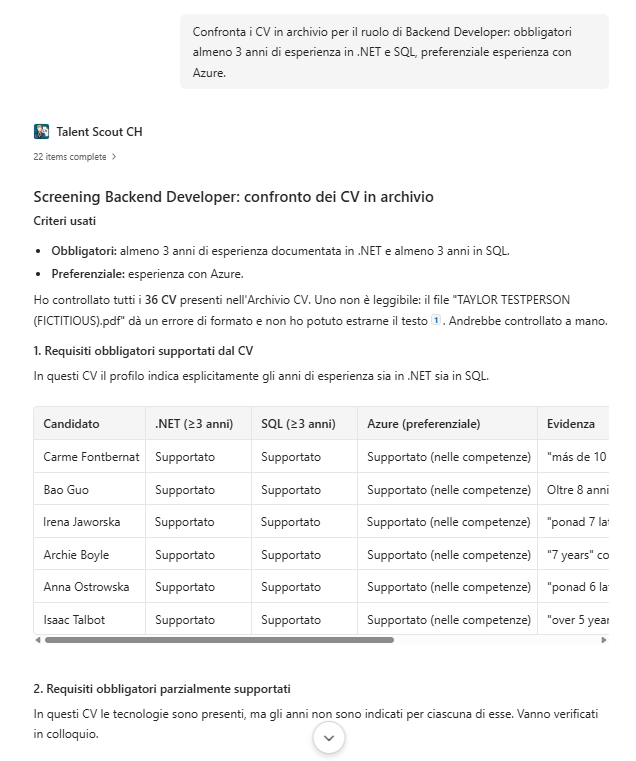 Confronta i CV in archivio per il ruolo di Backend Developer: obbligatori
almeno 3 anni di esperienza in .NET e SQL, preferenziale esperienza con
Azure.
Talent Scout CH
22 items complete
Screening Backend Developer: confronto dei CV in archivio
Criteri usati
• Obbligatori: almeno 3 anni di esperienza documentata in .NET e almeno 3 anni in SQL.
• Preferenziale: esperienza con Azure.
Ho controllato tutti i 36 CV presenti nell'Archivio CV. Uno non è leggibile: il file "TAYLOR TESTPERSON
(FICTITIOUS).pdf" dà un errore di formato e non ho potuto estrarne il testo 1. Andrebbe controllato a mano.
1. Requisiti obbligatori supportati dal CV
In questi CV il profilo indica esplicitamente gli anni di esperienza sia in .NET sia in SQL.
Candidato .NET (≥3 anni) SQL (≥3 anni) Azure (preferenziale) Evidenza
Carme Fontbernat Supportato Supportato Supportato (nelle competenze) "más de 10
Bao Guo Supportato Supportato Supportato (nelle competenze) Oltre 8 anni
Irena Jaworska Supportato Supportato Supportato (nelle competenze) "ponad 7 lat
Archie Boyle Supportato Supportato Supportato (nelle competenze) "7 years" co
Anna Ostrowska Supportato Supportato Supportato (nelle competenze) "ponad 6 la
Isaac Talbot Supportato Supportato Supportato (nelle competenze) "over 5 year
2. Requisiti obbligatori parzialmente supportati
In questi CV le tecnologie sono presenti, ma gli anni non sono indicati per ciascuna di esse. Vanno verificati
in colloquio.